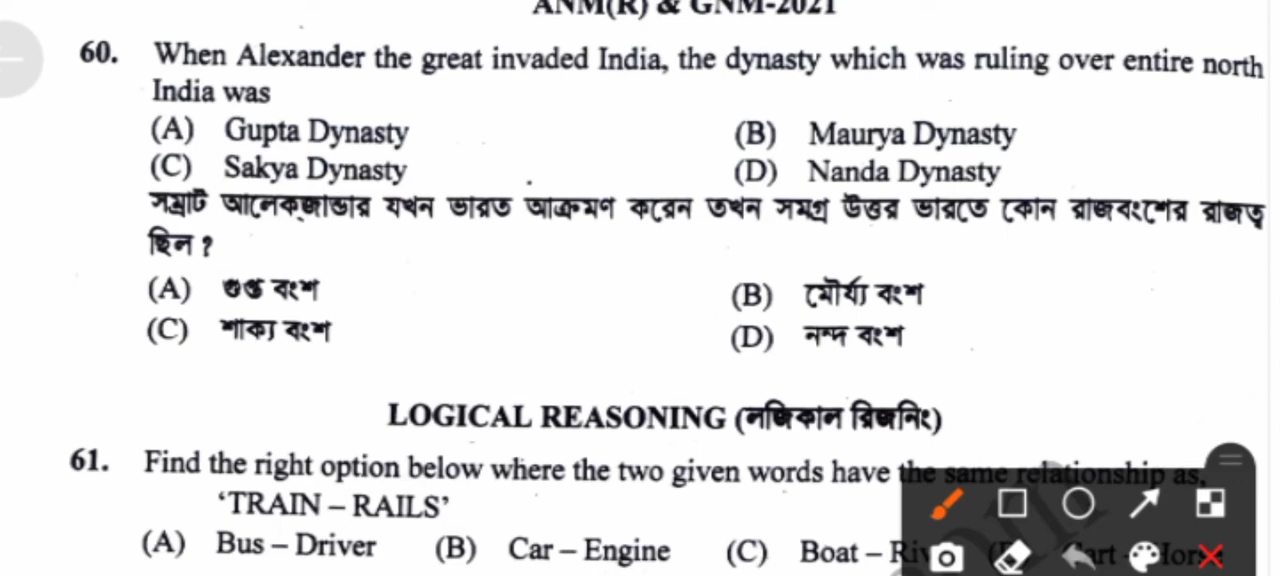 ANM(R) & GNM-2021
60. When Alexander the great invaded India, the dynasty which was ruling over entire north
India was
(A) Gupta Dynasty (B) Maurya Dynasty
(C) Sakya Dynasty (D) Nanda Dynasty
সম্রাট আলেক্জান্ডার যখন ভারত আক্রমণ করেন তখন সমগ্র উত্তর ভারতে কোন রাজবংশের রাজত্ব
ছিল ?
(A) গুপ্ত বংশ (B) মৌর্য্য বংশ
(C) শাক্য বংশ (D) নন্দ বংশ
LOGICAL REASONING (লজিকাল রিজনিং)
61. Find the right option below where the two given words have the same relationship as,
‘TRAIN – RAILS’
(A) Bus – Driver (B) Car – Engine (C) Boat –